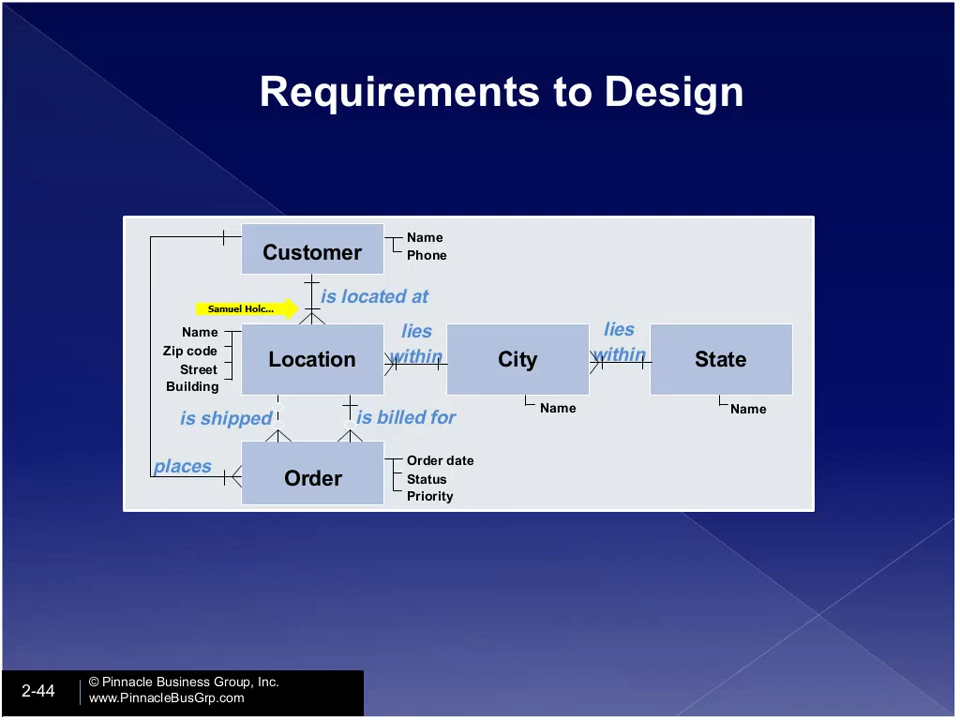 Requirements to Design
Customer
Name
Phone
is located at
Samuel Holc...
Name
Zip code
Street
Building
Location
lies
within
City
lies
within
State
Name
Name
is shipped
is billed for
places
Order
Order date
Status
Priority
2-44
© Pinnacle Business Group, Inc.
www.PinnacleBusGrp.com